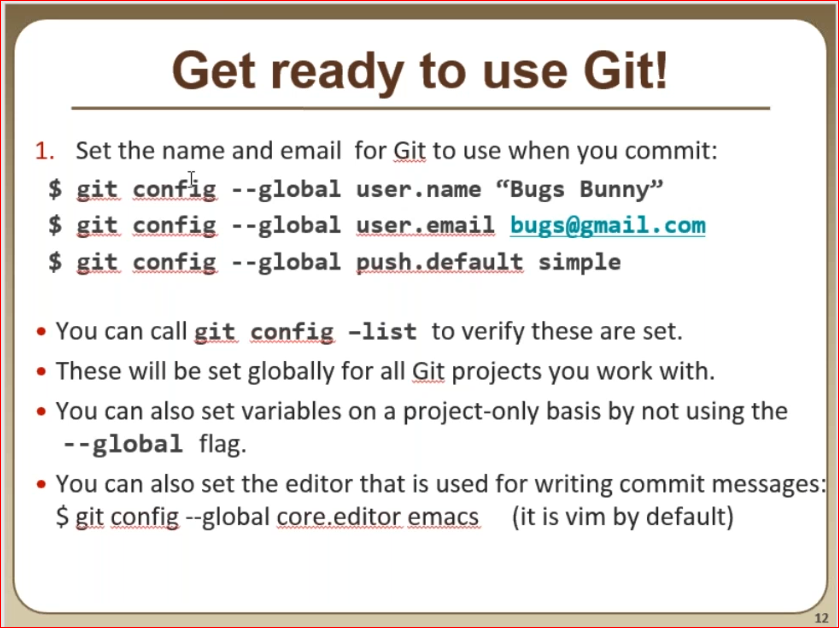 Get ready to use Git!
1. Set the name and email for Git to use when you commit:
$ git config --global user.name “Bugs Bunny”
$ git config --global user.email bugs@gmail.com
$ git config --global push.default simple
• You can call git config –list to verify these are set.
• These will be set globally for all Git projects you work with.
• You can also set variables on a project-only basis by not using the
--global flag.
• You can also set the editor that is used for writing commit messages:
$ git config --global core.editor emacs (it is vim by default)
12